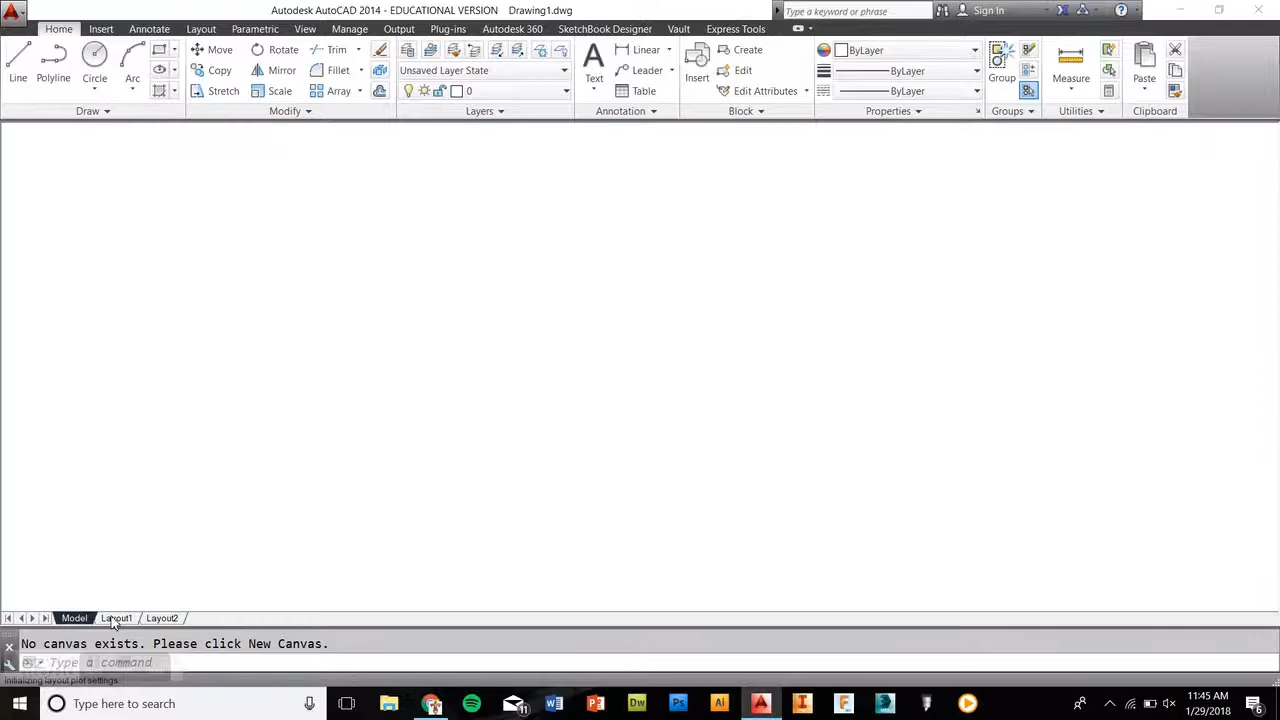 Autodesk AutoCAD 2014 - EDUCATIONAL VERSION Drawing1.dwg
Type a keyword or phrase
Sign In
Home Insert Annotate Layout Parametric View Manage Output Plug-ins Autodesk 360 SketchBook Designer Vault Express Tools
Line Polyline Circle Arc
Move Rotate Trim
Copy Mirror Fillet
Stretch Scale Array
Unsaved Layer State
0
Text
Linear
Leader
Table
Insert
Create
Edit
Edit Attributes
ByLayer
ByLayer
ByLayer
Group
Measure
Paste
Draw Modify Layers Annotation Block Properties Groups Utilities Clipboard
Model Layout1 Layout2
No canvas exists. Please click New Canvas.
Type a command
Initializing layout plot settings.
Type here to search
11
W
P
Dw
Ps
Ai
I
F
11:45 AM
1/29/2018
6